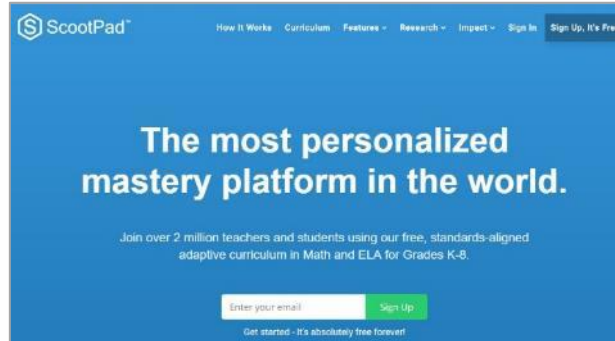 ScootPad™
How It Works Curriculum Features Research Impact Sign In Sign Up, It's Fre
The most personalized
mastery platform in the world.
Join over 2 million teachers and students using our free, standards-aligned
adaptive curriculum in Math and ELA for Grades K-8.
Enter your email Sign Up
Get started - It's absolutely free forever!